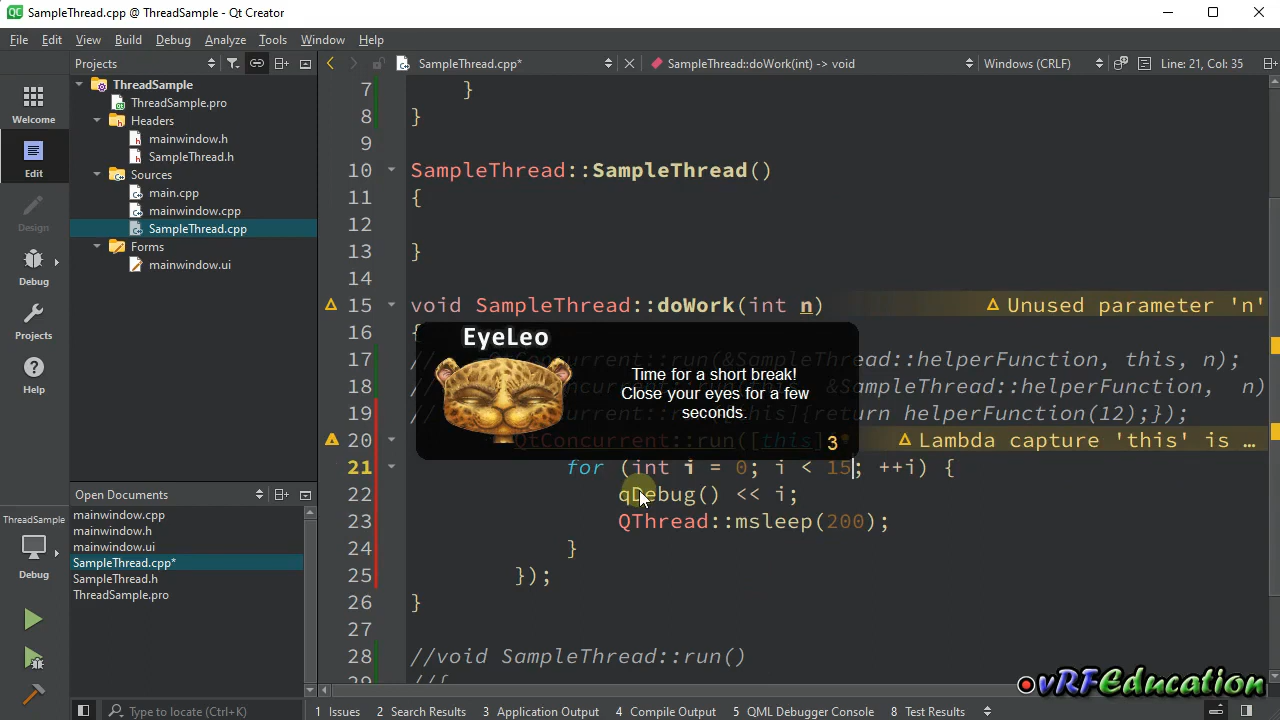 SampleThread.cpp @ ThreadSample - Qt Creator
File Edit View Build Debug Analyze Tools Window Help
Projects
SampleThread.cpp*
SampleThread::doWork(int) -> void
Windows (CRLF)
Line: 21, Col: 35
Welcome
Edit
Design
Debug
Projects
Help
ThreadSample
Debug
ThreadSample
ThreadSample.pro
Headers
mainwindow.h
SampleThread.h
Sources
main.cpp
mainwindow.cpp
SampleThread.cpp
Forms
mainwindow.ui
Open Documents
mainwindow.cpp
mainwindow.h
mainwindow.ui
SampleThread.cpp*
SampleThread.h
ThreadSample.pro
7 }
8 }
9
10 SampleThread::SampleThread()
11 {
12
13 }
14
15 void SampleThread::doWork(int n) Unused parameter 'n'
16 {
17 // Concurrent::run(&SampleThread::helperFunction, this, n);
18 // ncurrent::run(this, &SampleThread::helperFunction, n)
19 // this]{return helperFunction(12);});
20 QtConcurrent::run([this] Lambda capture 'this' is …
21 for (int i = 0; i < 15; ++i) {
22 qDebug() << i;
23 QThread::msleep(200);
24 }
25 });
26 }
27
28 //void SampleThread::run()
29 //{
EyeLeo
Time for a short break!
Close your eyes for a few
seconds.
3
Type to locate (Ctrl+K)
1 Issues 2 Search Results 3 Application Output 4 Compile Output 5 QML Debugger Console 8 Test Results
vRFEducation